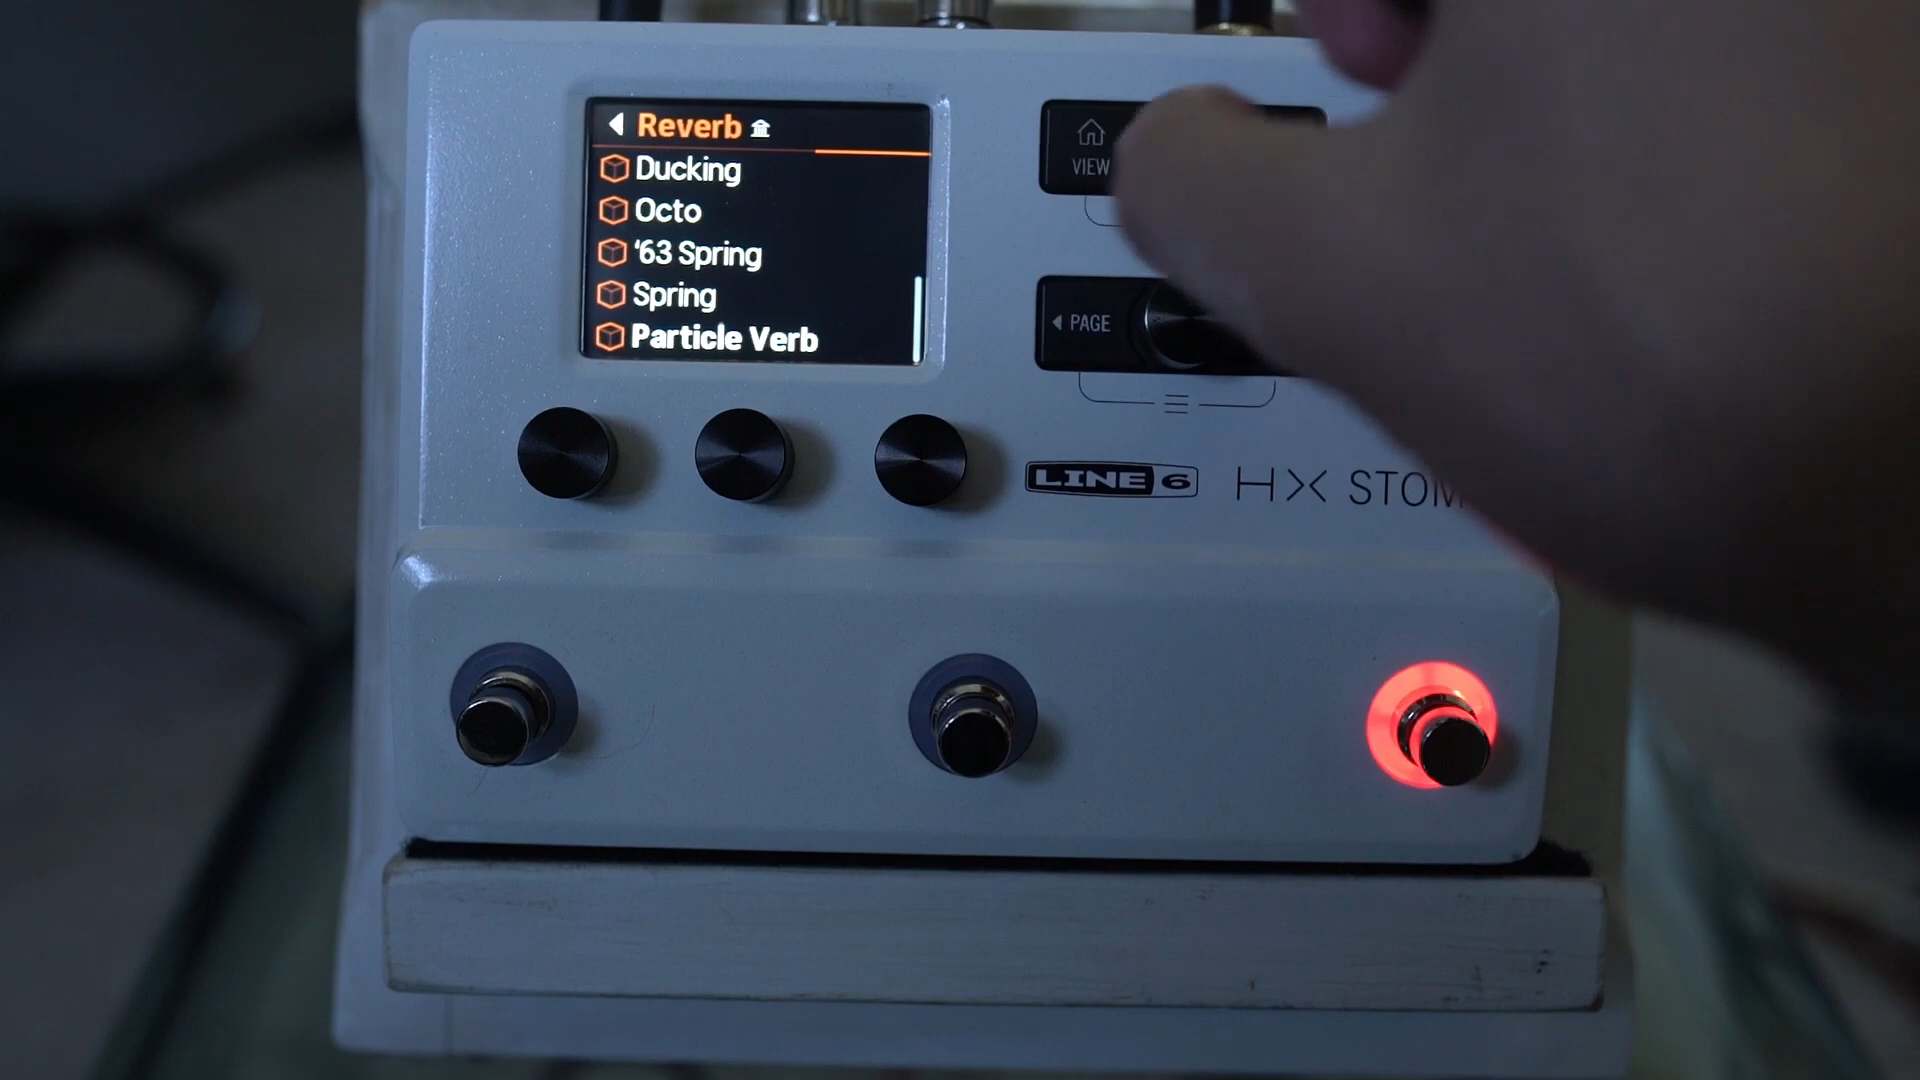 Reverb
Ducking
Octo
'63 Spring
Spring
Particle Verb
VIEW
PAGE
LINE 6
HX STOM